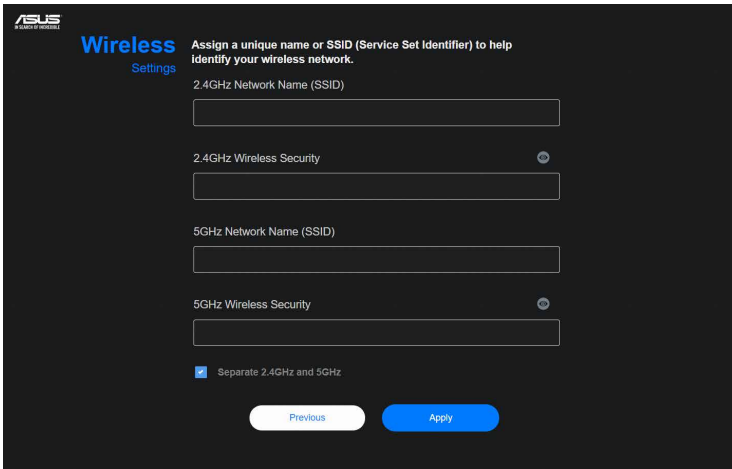 ASUS
IN SEARCH OF INCREDIBLE
Wireless
Settings
Assign a unique name or SSID (Service Set Identifier) to help
identify your wireless network.
2.4GHz Network Name (SSID)
2.4GHz Wireless Security
5GHz Network Name (SSID)
5GHz Wireless Security
Separate 2.4GHz and 5GHz
Previous
Apply